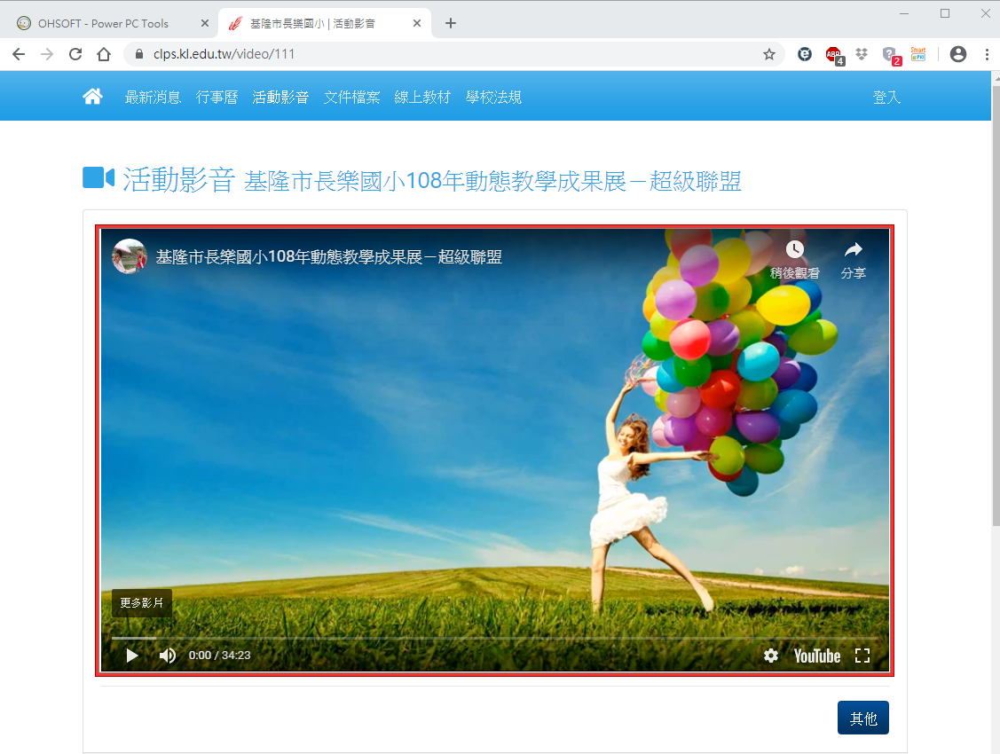 OHSOFT - Power PC Tools
基隆市長樂國小 | 活動影音
clps.kl.edu.tw/video/111
ABP
4
2
Smart
最新消息 行事曆 活動影音 文件檔案 線上教材 學校法規 登入
活動影音 基隆市長樂國小108年動態教學成果展－超級聯盟
基隆市長樂國小108年動態教學成果展－超級聯盟
稍後觀看 分享
更多影片
0:00 / 34:23
YouTube
其他